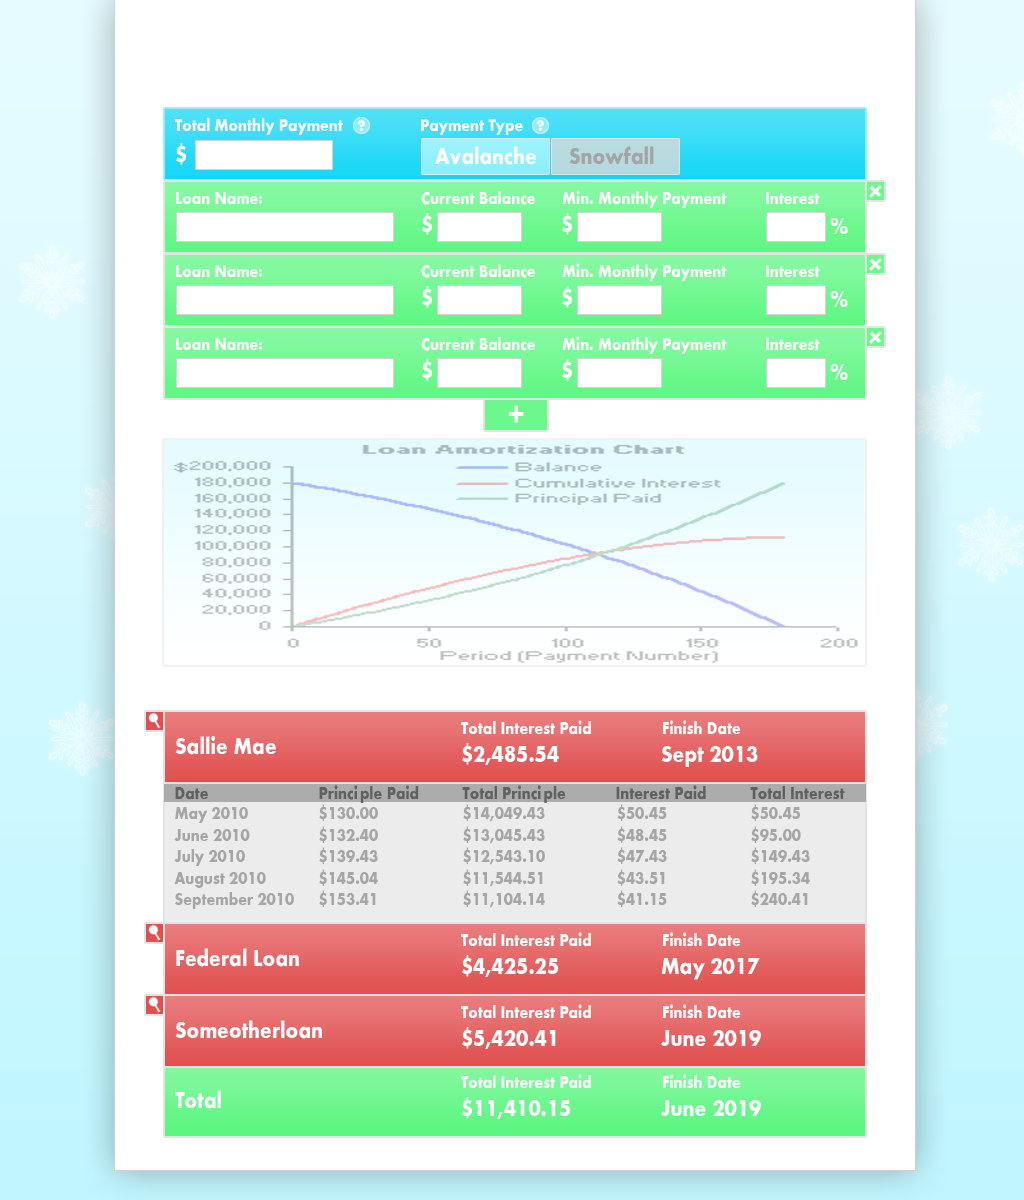 Total Monthly Payment ? Payment Type ?
$ Avalanche Snowfall
Loan Name: Current Balance Min. Monthly Payment Interest
$ $ %
Loan Name: Current Balance Min. Monthly Payment Interest
$ $ %
Loan Name: Current Balance Min. Monthly Payment Interest
$ $ %
+
Loan Amortization Chart
Balance
Cumulative Interest
Principal Paid
$200,000
180,000
160,000
140,000
120,000
100,000
80,000
60,000
40,000
20,000
0
0 50 100 150 200
Period (Payment Number)
Sallie Mae Total Interest Paid Finish Date
$2,485.54 Sept 2013
Date Principle Paid Total Principle Interest Paid Total Interest
May 2010 $130.00 $14,049.43 $50.45 $50.45
June 2010 $132.40 $13,045.43 $48.45 $95.00
July 2010 $139.43 $12,543.10 $47.43 $149.43
August 2010 $145.04 $11,544.51 $43.51 $195.34
September 2010 $153.41 $11,104.14 $41.15 $240.41
Federal Loan Total Interest Paid Finish Date
$4,425.25 May 2017
Someotherloan Total Interest Paid Finish Date
$5,420.41 June 2019
Total Total Interest Paid Finish Date
$11,410.15 June 2019